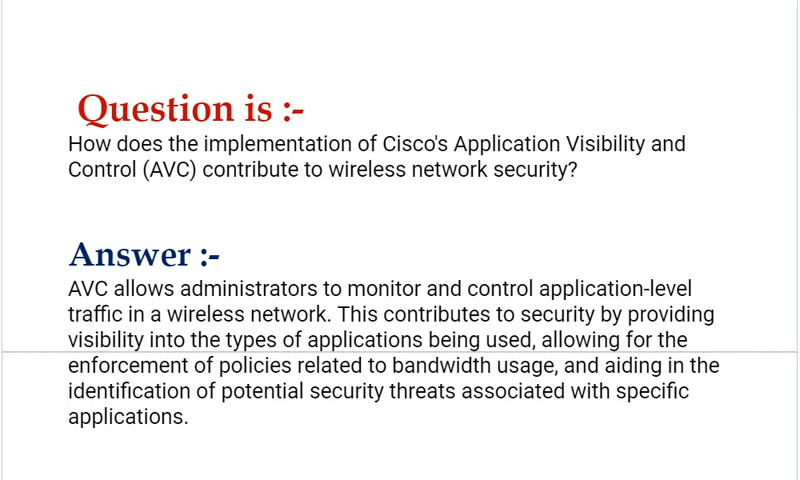 Question is :-
How does the implementation of Cisco's Application Visibility and
Control (AVC) contribute to wireless network security?
Answer :-
AVC allows administrators to monitor and control application-level
traffic in a wireless network. This contributes to security by providing
visibility into the types of applications being used, allowing for the
enforcement of policies related to bandwidth usage, and aiding in the
identification of potential security threats associated with specific
applications.